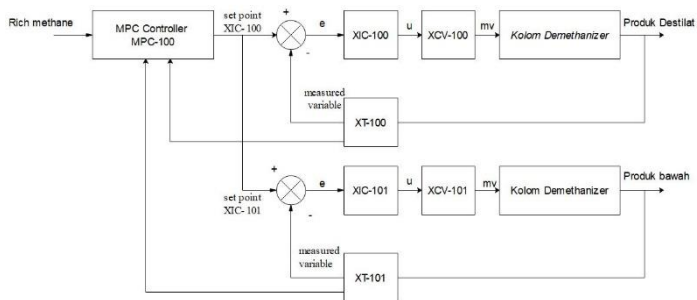 Rich methane
MPC Controller
MPC-100
set point
XIC-100
+
-
e
XIC-100
u
XCV-100
mv
Kolom Demethanizer
Produk Destilat
measured
variable
XT-100
+
-
set point
XIC-101
e
XIC-101
u
XCV-101
mv
Kolom Demethanizer
Produk bawah
measured
variable
XT-101